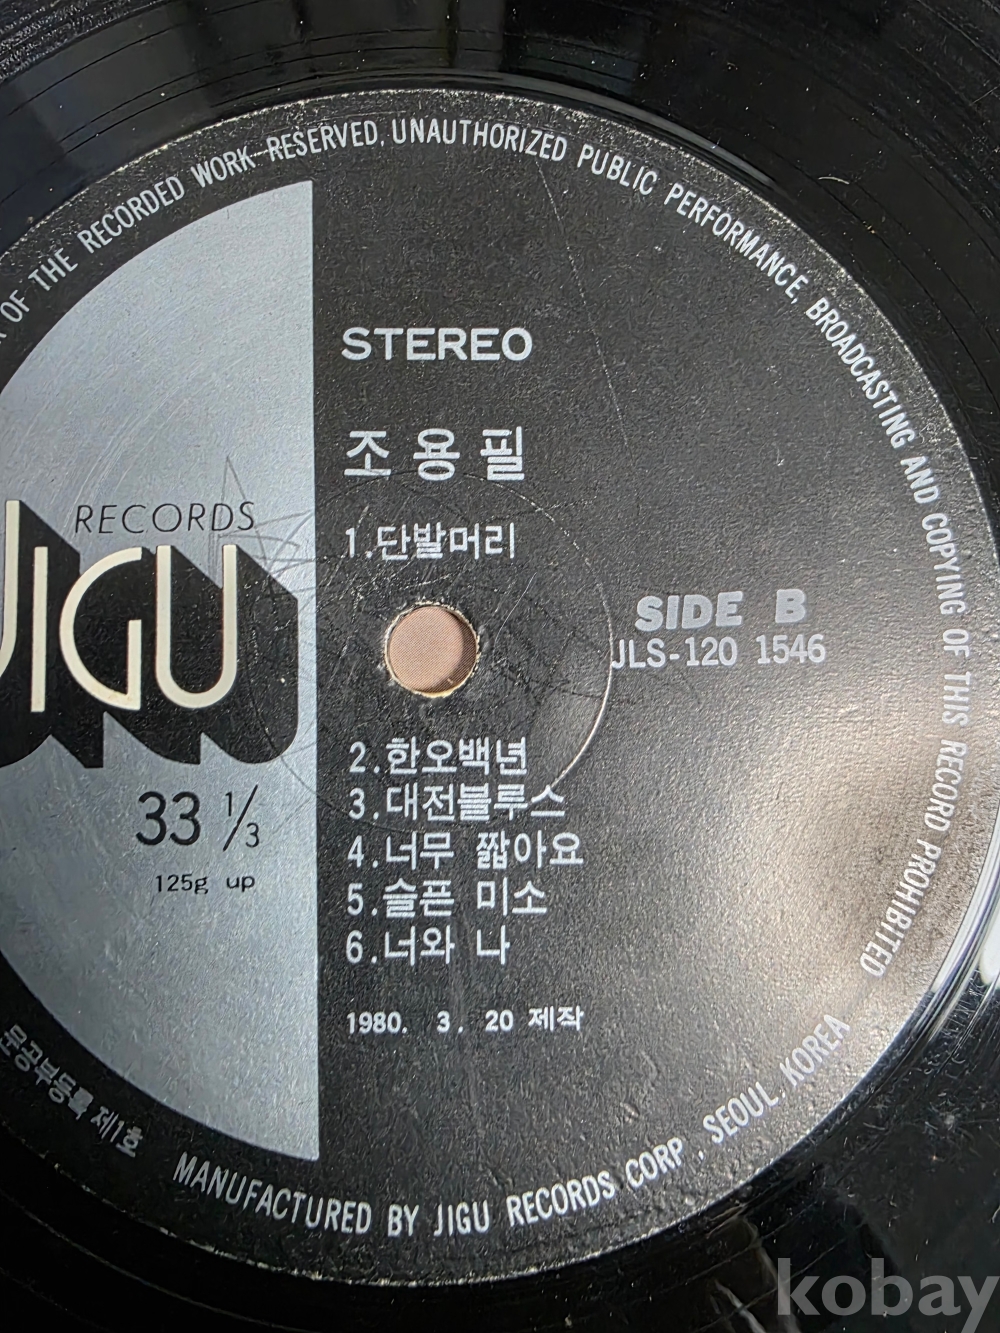 OF THE RECORDED WORK RESERVED, UNAUTHORIZED PUBLIC PERFORMANCE, BROADCASTING AND COPYING OF THIS RECORD PROHIBITED
STEREO
조용필
1.단발머리
RECORDS
JIGU
SIDE B
JLS-120 1546
2.한오백년
3.대전블루스
4.너무 짧아요
5.슬픈 미소
6.너와 나
33 1/3
125g up
1980. 3. 20 제작
문공부등록 제1호
MANUFACTURED BY JIGU RECORDS CORP., SEOUL, KOREA
kobay